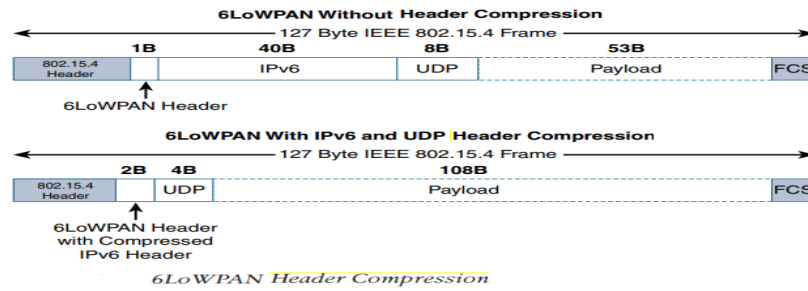 6LoWPAN Without Header Compression
127 Byte IEEE 802.15.4 Frame
1B 40B 8B 53B
802.15.4 Header IPv6 UDP Payload FCS
6LoWPAN Header
6LoWPAN With IPv6 and UDP Header Compression
127 Byte IEEE 802.15.4 Frame
2B 4B 108B
802.15.4 Header UDP Payload FCS
6LoWPAN Header
with Compressed
IPv6 Header
6LoWPAN Header Compression